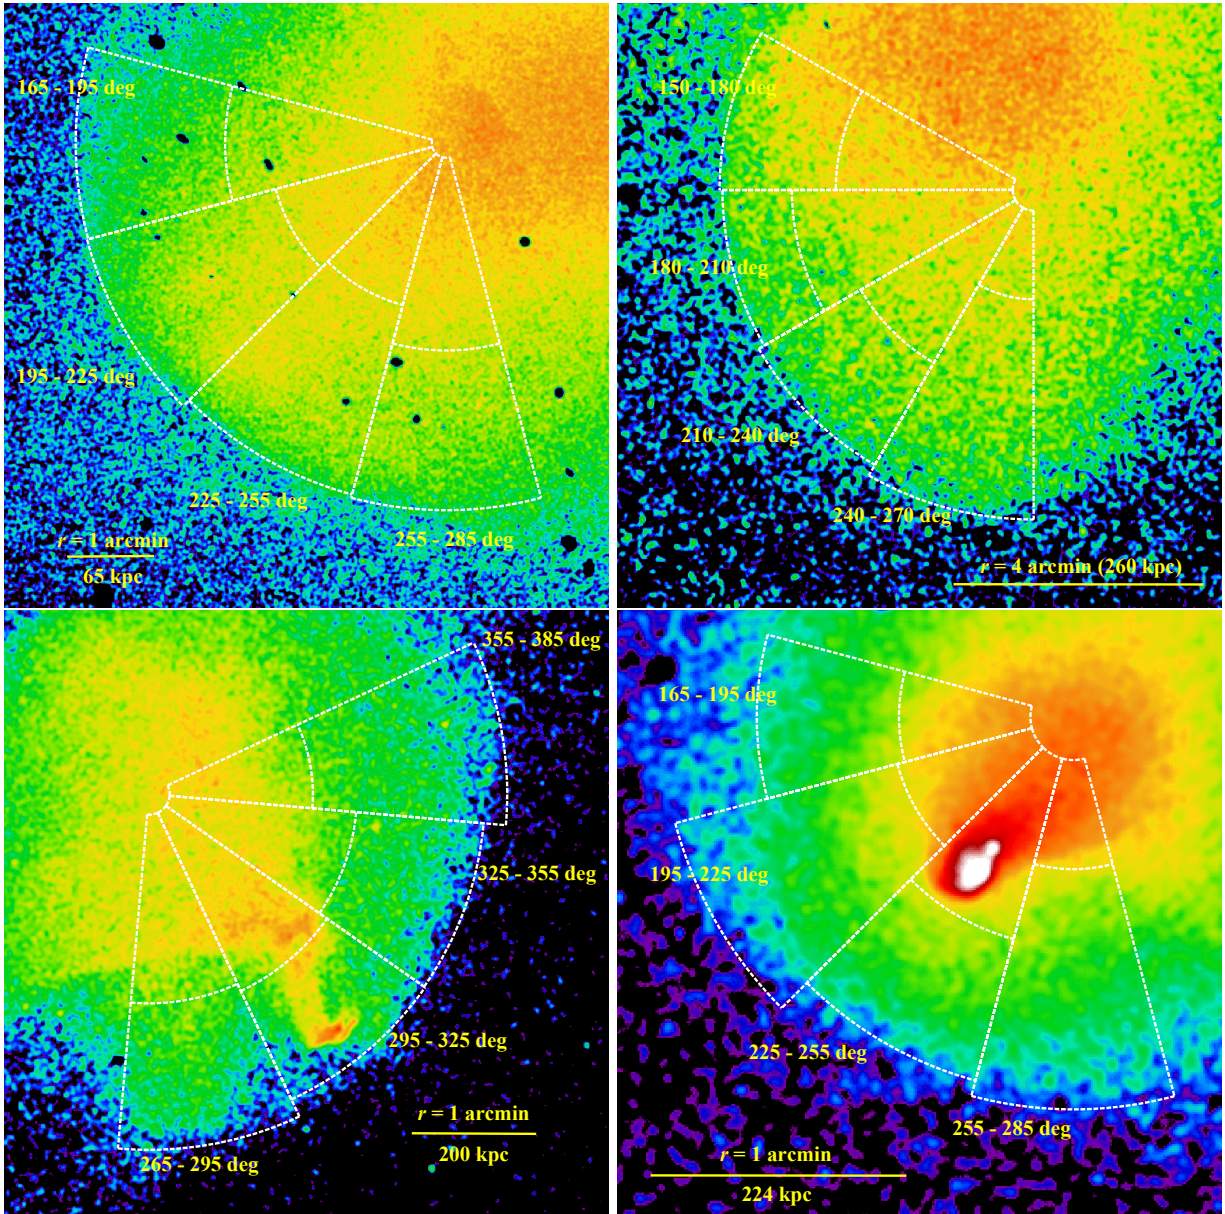 165 - 195 deg
195 - 225 deg
225 - 255 deg
255 - 285 deg
r = 1 arcmin
65 kpc
150 - 180 deg
180 - 210 deg
210 - 240 deg
240 - 270 deg
r = 4 arcmin (260 kpc)
355 - 385 deg
325 - 355 deg
295 - 325 deg
265 - 295 deg
r = 1 arcmin
200 kpc
165 - 195 deg
195 - 225 deg
225 - 255 deg
255 - 285 deg
r = 1 arcmin
224 kpc